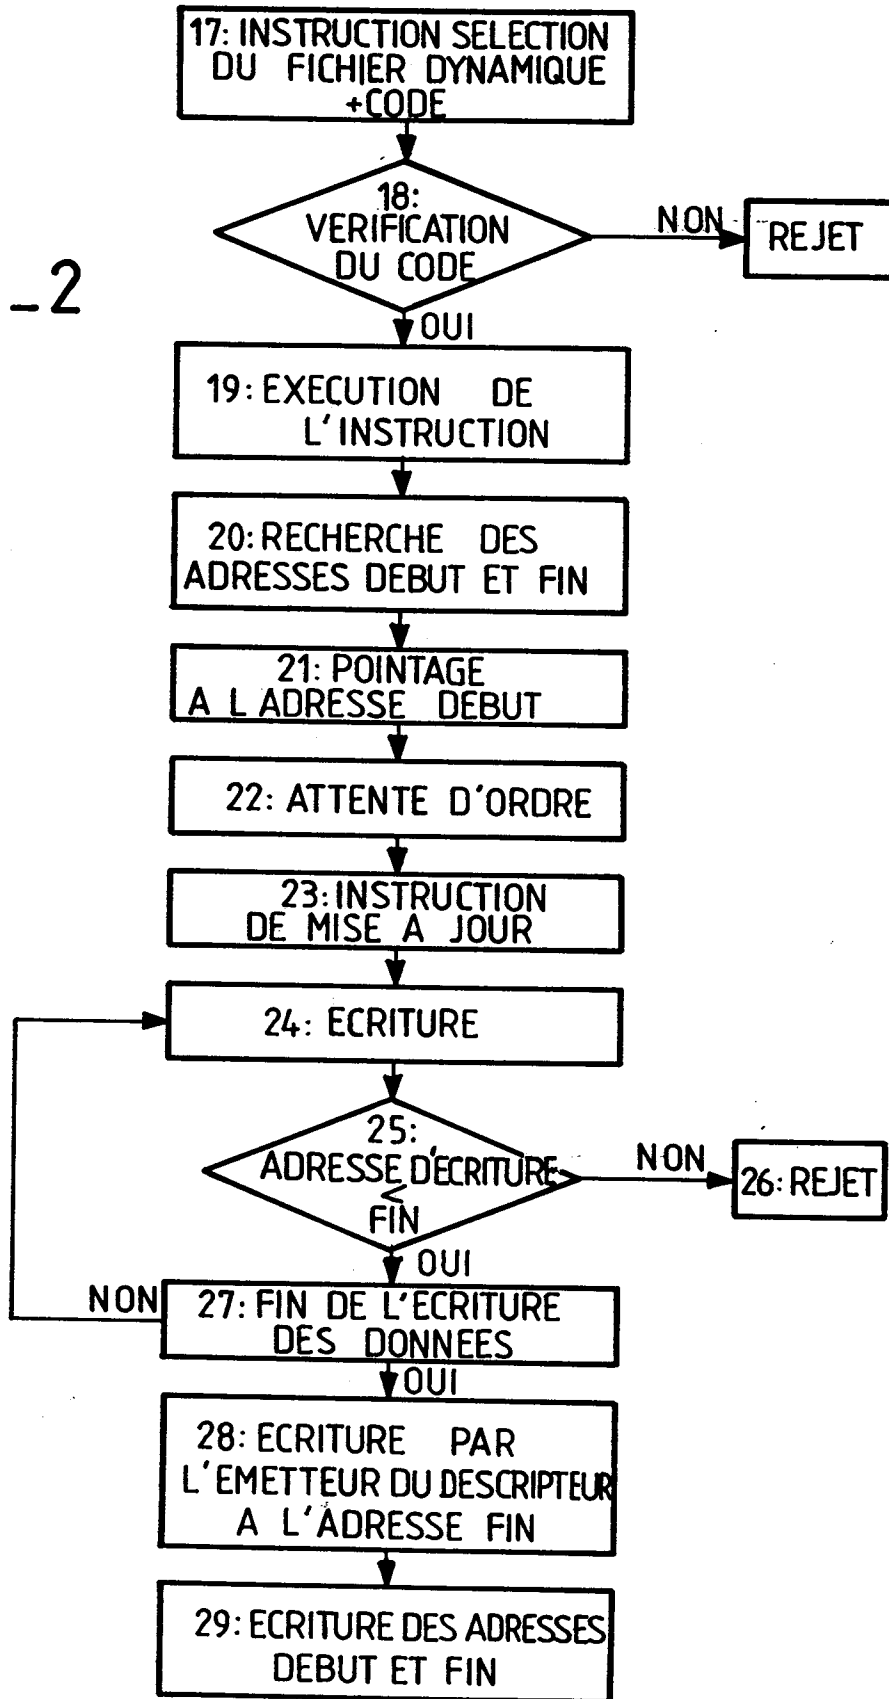 17: INSTRUCTION SELECTION
DU FICHIER DYNAMIQUE
+CODE
18:
VERIFICATION
DU CODE
NON
REJET
_2
OUI
19: EXECUTION DE
L'INSTRUCTION
20: RECHERCHE DES
ADRESSES DEBUT ET FIN
21: POINTAGE
A L ADRESSE DEBUT
22: ATTENTE D'ORDRE
23: INSTRUCTION
DE MISE A JOUR
24: ECRITURE
25:
ADRESSE D'ECRITURE
<
FIN
NON
26: REJET
OUI
NON
27: FIN DE L'ECRITURE
DES DONNEES
OUI
28: ECRITURE PAR
L'EMETTEUR DU DESCRIPTEUR
A L'ADRESSE FIN
29: ECRITURE DES ADRESSES
DEBUT ET FIN